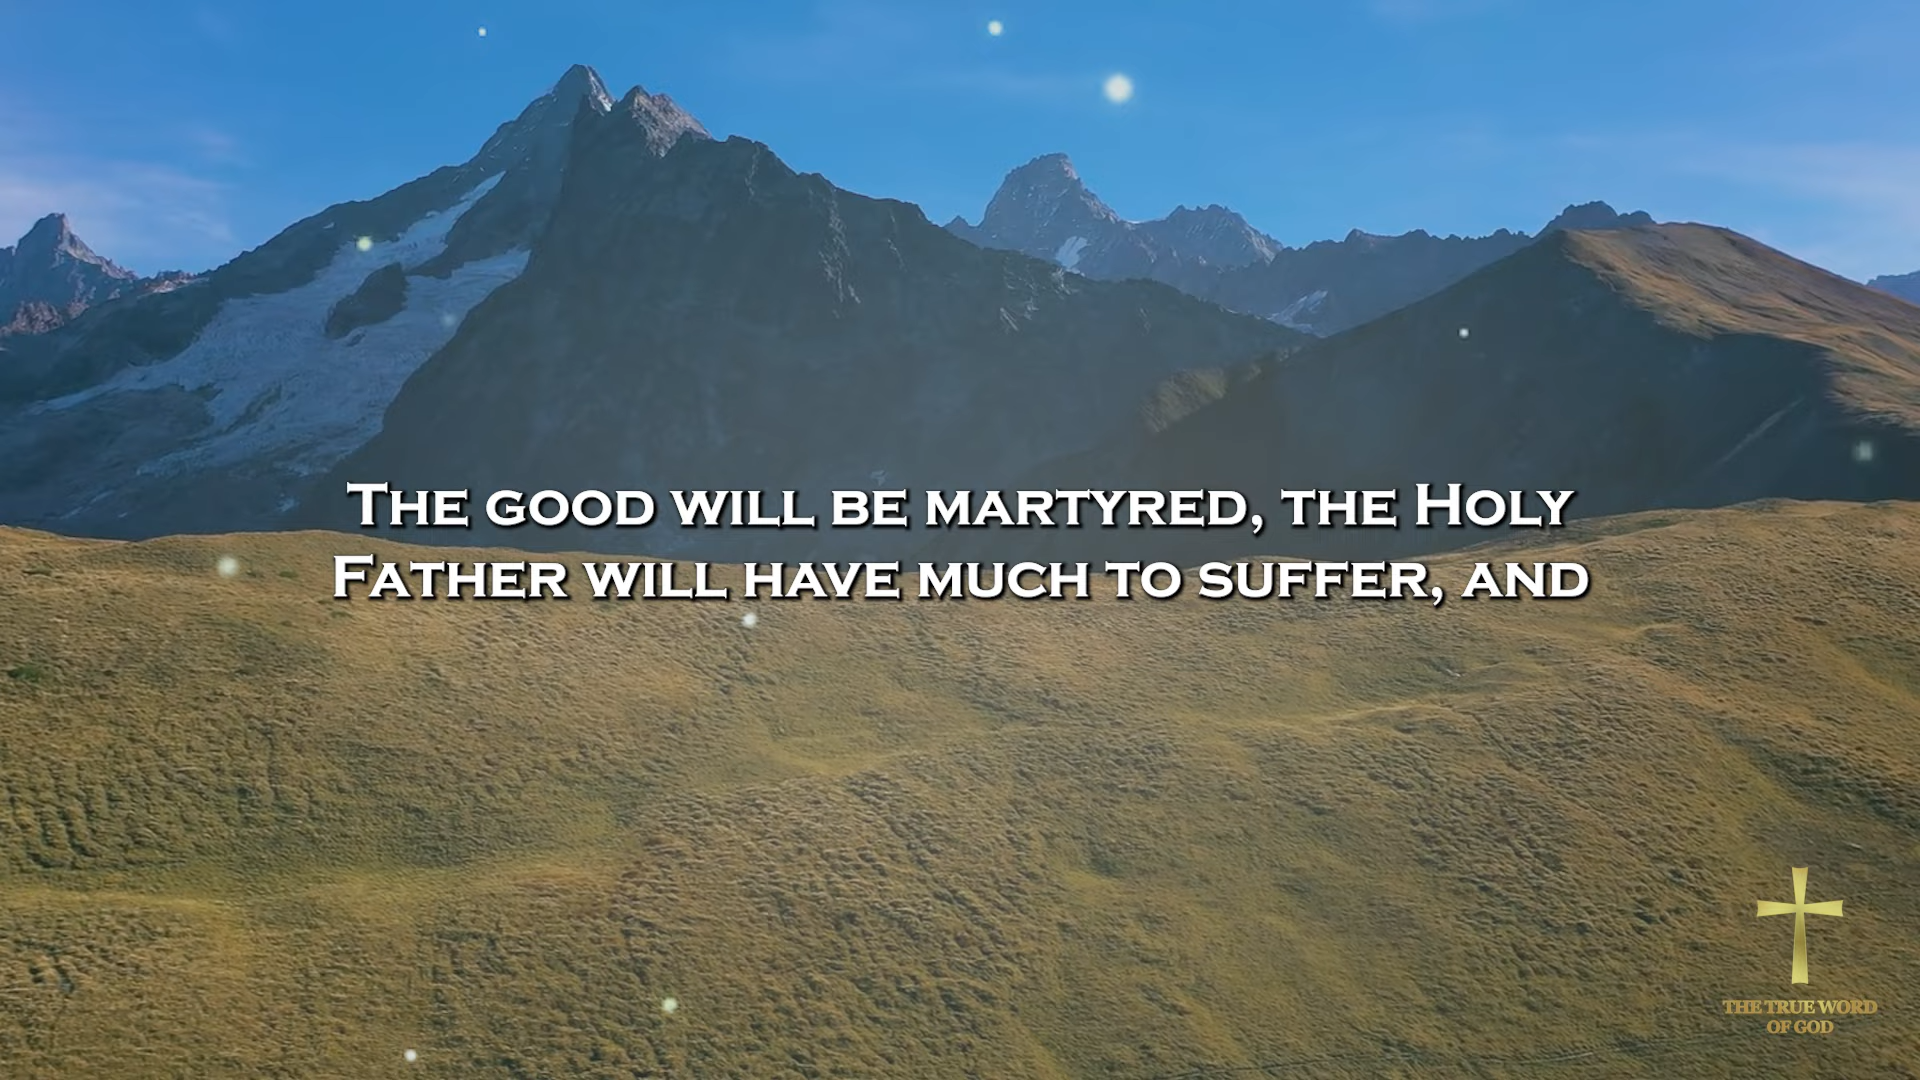 The good will be martyred, the Holy
Father will have much to suffer, and
THE TRUE WORD
OF GOD